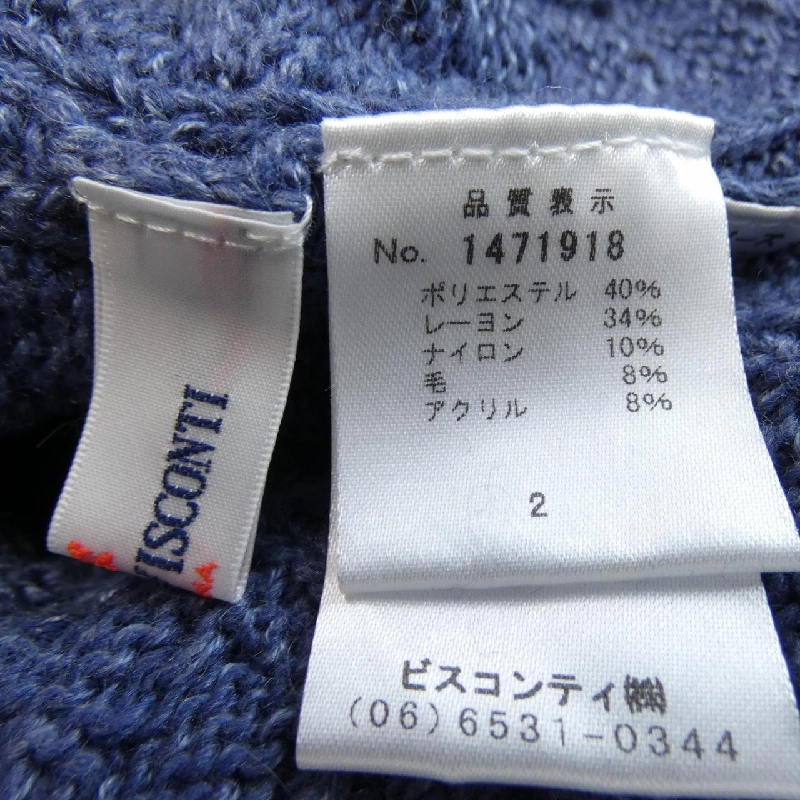 VISCONTI
品質表示
No. 1471918
ポリエステル 40%
レーヨン 34%
ナイロン 10%
毛 8%
アクリル 8%
2
ビスコンティ㈱
(06)6531-0344